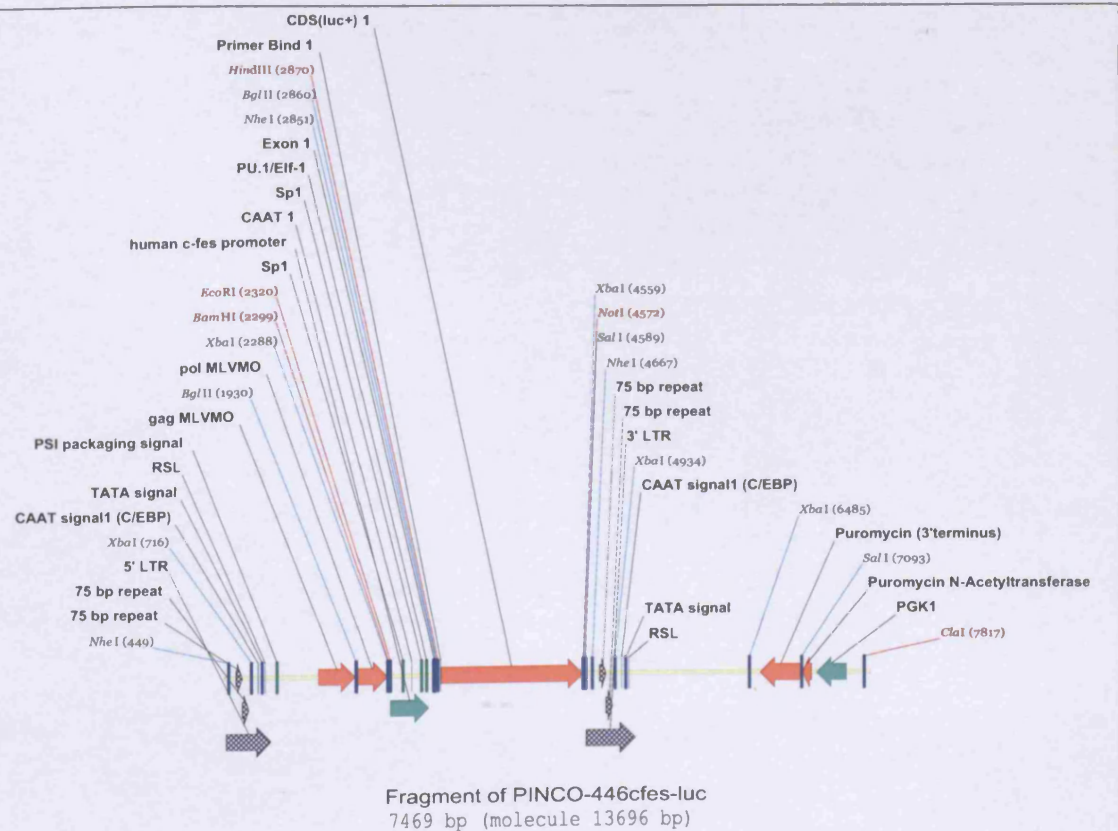 CDS(luc+) 1
Primer Bind 1
HindIII (2870)
BglII (2860)
NheI (2851)
Exon 1
PU.1/Elf-1
Sp1
CAAT 1
human c-fes promoter
Sp1
EcoRI (2320)
BamHI (2299)
XbaI (2288)
pol MLVMO
BglII (1930)
gag MLVMO
PSI packaging signal
RSL
TATA signal
CAAT signal1 (C/EBP)
XbaI (716)
5' LTR
75 bp repeat
75 bp repeat
NheI (449)
XbaI (4559)
NotI (4572)
SalI (4589)
NheI (4667)
75 bp repeat
75 bp repeat
3' LTR
XbaI (4934)
CAAT signal1 (C/EBP)
TATA signal
RSL
XbaI (6485)
Puromycin (3'terminus)
SalI (7093)
Puromycin N-Acetyltransferase
PGK1
ClaI (7817)
Fragment of PINCO-446cfes-luc
7469 bp (molecule 13696 bp)